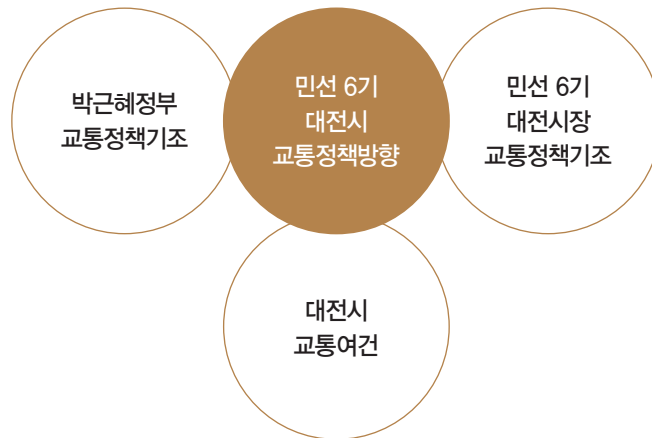 박근혜정부
교통정책기조
민선 6기
대전시
교통정책방향
민선 6기
대전시장
교통정책기조
대전시
교통여건